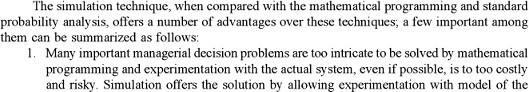 The simulation technique, when compared with the mathematical programming and standard
probability analysis, offers a number of advantages over these techniques; a few important among
them can be summarized as follows:
1. Many important managerial decision problems are too intricate to be solved by mathematical
programming and experimentation with the actual system, even if possible, is to too costly
and risky. Simulation offers the solution by allowing experimentation with model of the